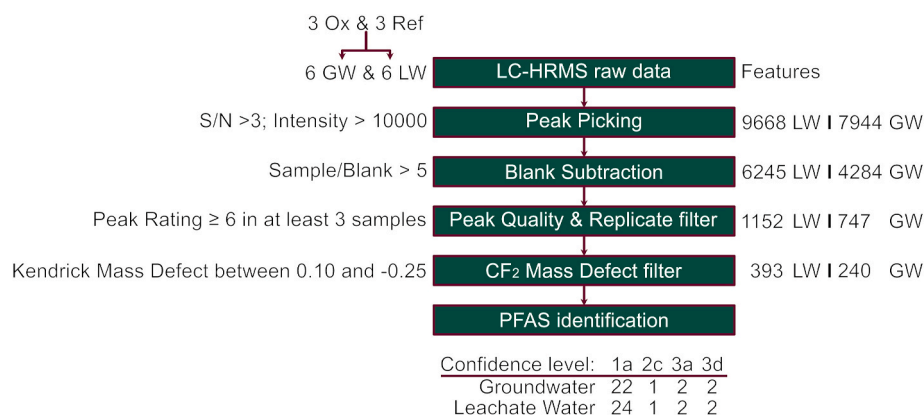 3 Ox & 3 Ref
6 GW & 6 LW LC-HRMS raw data Features
S/N >3; Intensity > 10000 Peak Picking 9668 LW I 7944 GW
Sample/Blank > 5 Blank Subtraction 6245 LW I 4284 GW
Peak Rating ≥ 6 in at least 3 samples Peak Quality & Replicate filter 1152 LW I 747 GW
Kendrick Mass Defect between 0.10 and -0.25 CF₂ Mass Defect filter 393 LW I 240 GW
PFAS identification
Confidence level: 1a 2c 3a 3d
Groundwater 22 1 2 2
Leachate Water 24 1 2 2